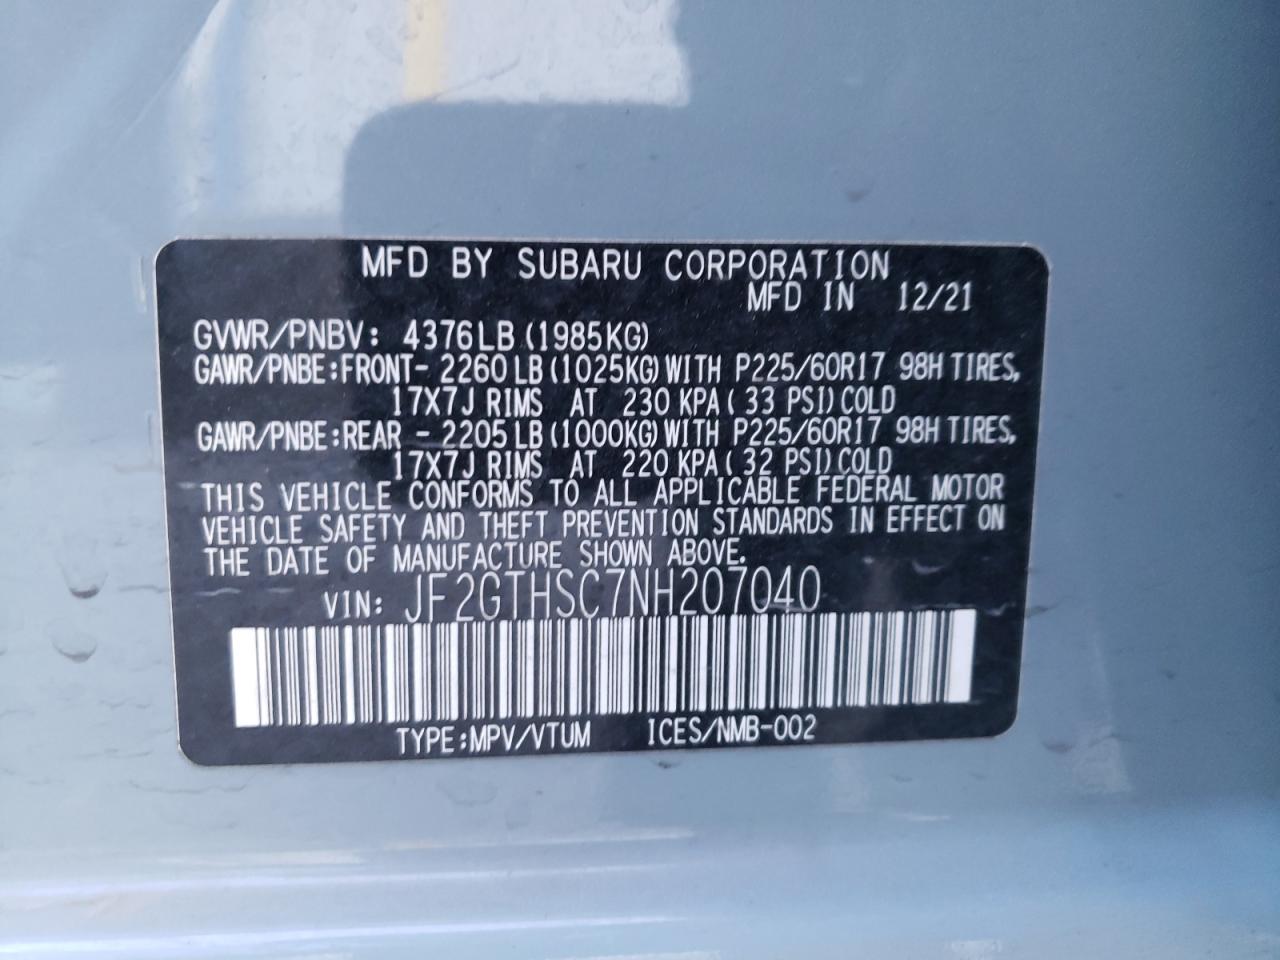 MFD BY SUBARU CORPORATION
MFD IN 12/21
GVWR/PNBV: 4376LB (1985KG)
GAWR/PNBE:FRONT- 2260 LB (1025KG) WITH P225/60R17 98H TIRES,
17X7J RIMS AT 230 KPA ( 33 PSI) COLD
GAWR/PNBE:REAR - 2205 LB (1000KG) WITH P225/60R17 98H TIRES,
17X7J RIMS AT 220 KPA ( 32 PSI) COLD
THIS VEHICLE CONFORMS TO ALL APPLICABLE FEDERAL MOTOR
VEHICLE SAFETY AND THEFT PREVENTION STANDARDS IN EFFECT ON
THE DATE OF MANUFACTURE SHOWN ABOVE.
VIN: JF2GTHSC7NH207040
TYPE:MPV/VTUM ICES/NMB-002